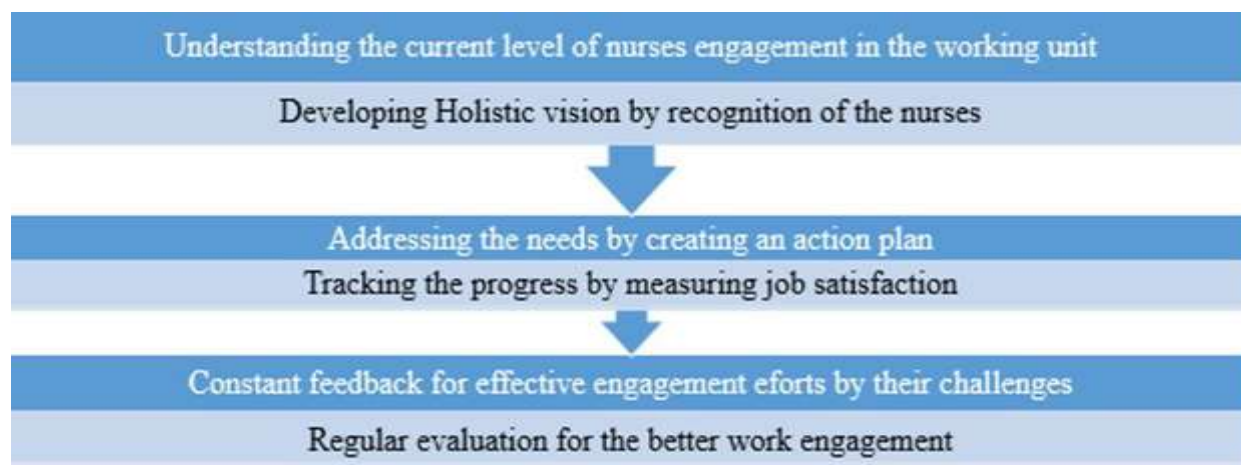 Understanding the current level of nurses engagement in the working unit
Developing Holistic vision by recognition of the nurses
Addressing the needs by creating an action plan
Tracking the progress by measuring job satisfaction
Constant feedback for effective engagement eforts by their challenges
Regular evaluation for the better work engagement